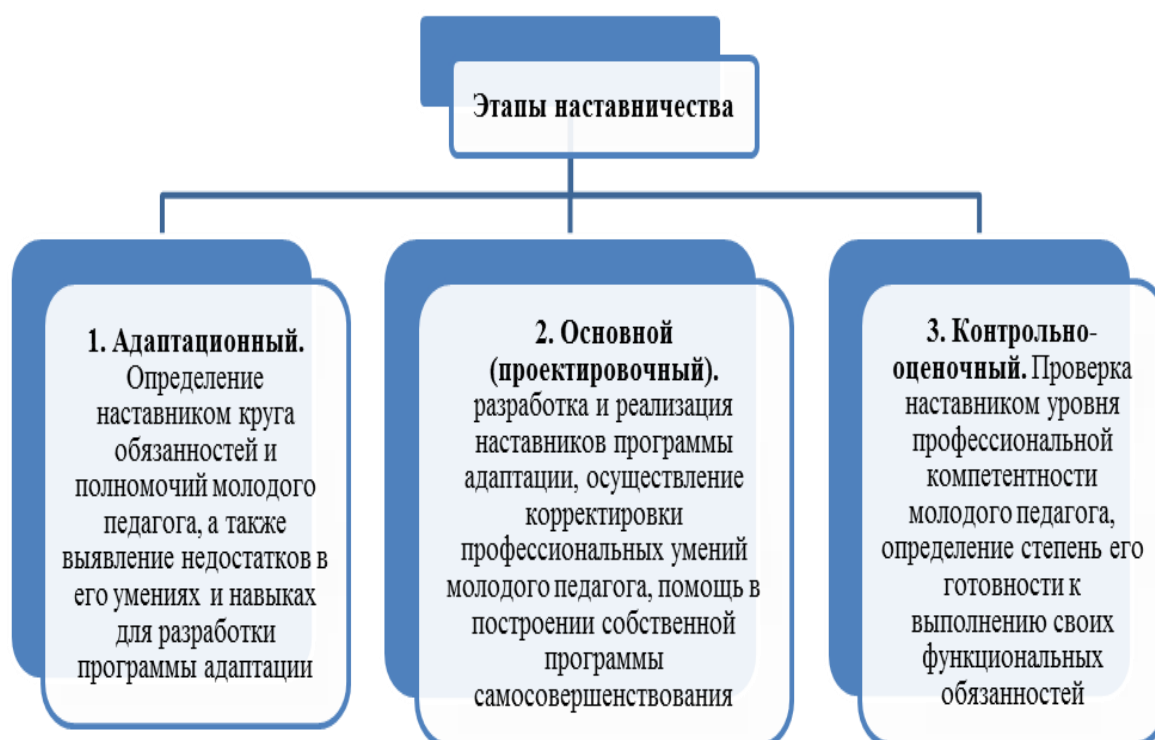 Этапы наставничества
1. Адаптационный.
Определение
наставником круга
обязанностей и
полномочий молодого
педагога, а также
выявление недостатков в
его умениях и навыках
для разработки
программы адаптации
2. Основной
(проектировочный).
разработка и реализация
наставников программы
адаптации, осуществление
корректировки
профессиональных умений
молодого педагога, помощь в
построении собственной
программы
самосовершенствования
3. Контрольно-
оценочный. Проверка
наставником уровня
профессиональной
компетентности
молодого педагога,
определение степень его
готовности к
выполнению своих
функциональных
обязанностей